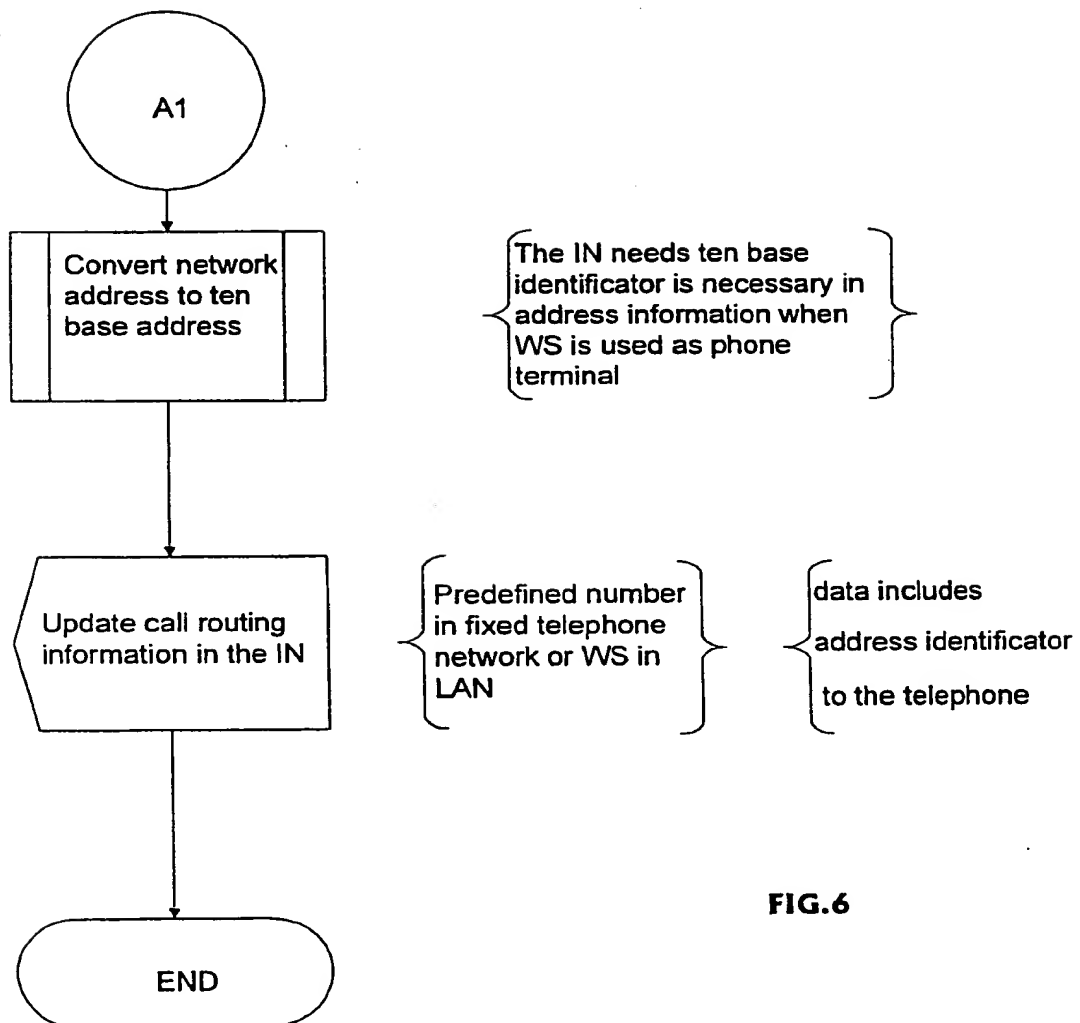 A1
Convert network
address to ten
base address
The IN needs ten base
identificator is necessary in
address information when
WS is used as phone
terminal
Update call routing
information in the IN
Predefined number
in fixed telephone
network or WS in
LAN
data includes
address identificator
to the telephone
FIG.6
END